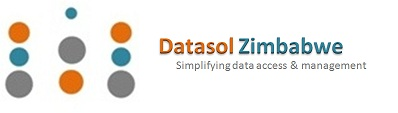 Datasol Zimbabwe
Simplifying data access & management